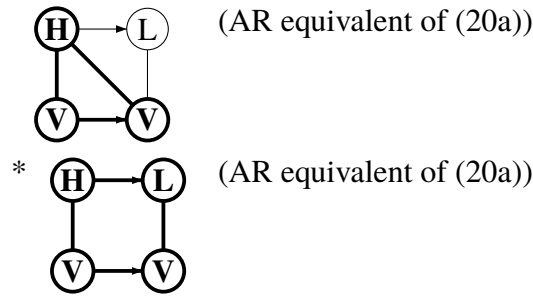 H L (AR equivalent of (20a))
V V
* H L (AR equivalent of (20a))
V V